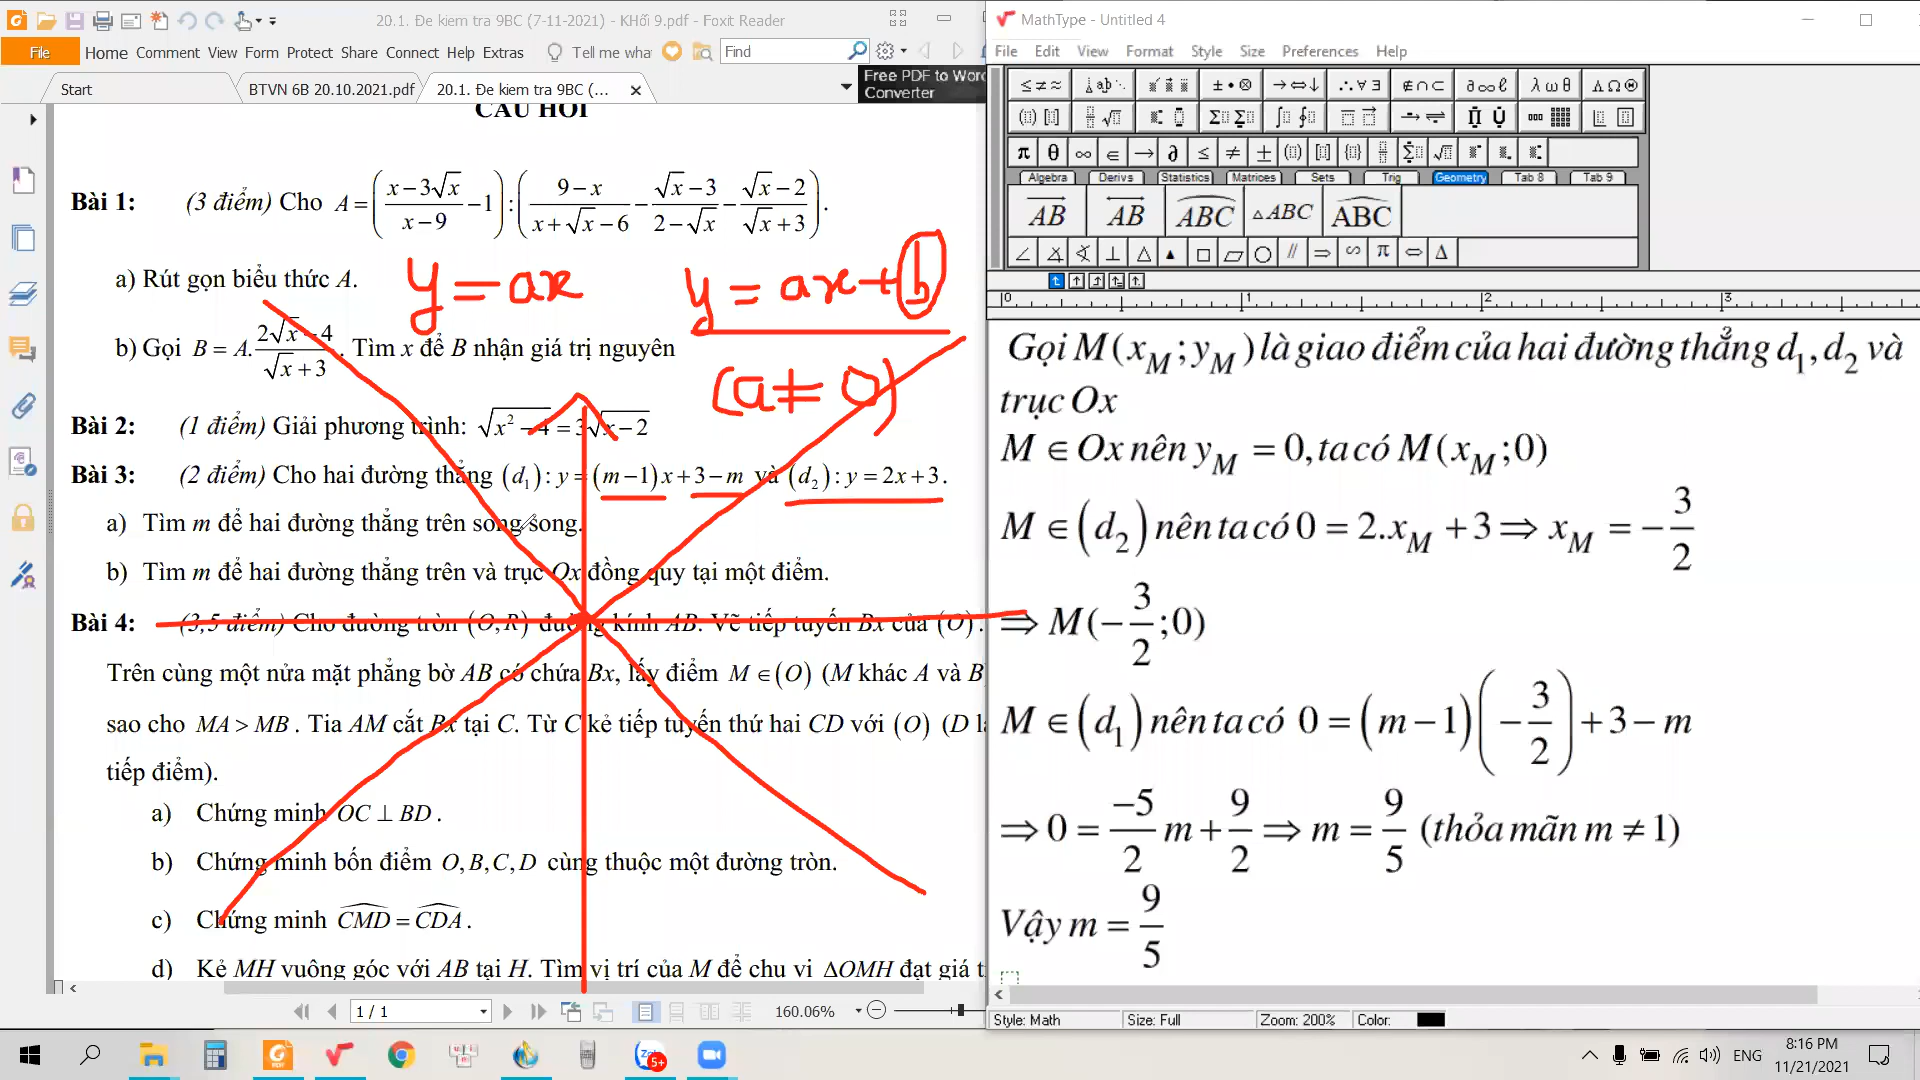 20.1. Đe kiem tra 9BC (7-11-2021) - KHối 9.pdf - Foxit Reader
File Home Comment View Form Protect Share Connect Help Extras Tell me wha Find
Start BTVN 6B 20.10.2021.pdf 20.1. Đe kiem tra 9BC (... ×
Free PDF to Word
Converter
CÂU HỎI
Bài 1: (3 điểm) Cho A = ((x−3√x)/(x−9) − 1) : ((9−x)/(x+√x−6) − (√x−3)/(2−√x) − (√x−2)/(√x+3)).
a) Rút gọn biểu thức A.
y = ax
y = ax + b
b) Gọi B = A.(2√x−4)/(√x+3). Tìm x để B nhận giá trị nguyên
(a ≠ 0)
Bài 2: (1 điểm) Giải phương trình: √(x²−4) = 3√(x−2)
Bài 3: (2 điểm) Cho hai đường thẳng (d₁): y = (m−1)x+3−m và (d₂): y = 2x+3.
a) Tìm m để hai đường thẳng trên song song.
b) Tìm m để hai đường thẳng trên và trục Ox đồng quy tại một điểm.
Bài 4: (3,5 điểm) Cho đường tròn (O, R) đường kính AB. Vẽ tiếp tuyến Bx của (O).
Trên cùng một nửa mặt phẳng bờ AB có chứa Bx, lấy điểm M ∈ (O) (M khác A và B
sao cho MA > MB. Tia AM cắt Bx tại C. Từ C kẻ tiếp tuyến thứ hai CD với (O) (D là
tiếp điểm).
a) Chứng minh OC ⊥ BD.
b) Chứng minh bốn điểm O, B, C, D cùng thuộc một đường tròn.
c) Chứng minh CMD = CDA.
d) Kẻ MH vuông góc với AB tại H. Tìm vị trí của M để chu vi ΔOMH đạt giá
1 / 1 160.06%
MathType - Untitled 4
File Edit View Format Style Size Preferences Help
Algebra Derivs Statistics Matrices Sets Trig Geometry Tab 8 Tab 9
AB AB ABC △ABC ABC
0 1 2 3
Gọi M(x_M; y_M) là giao điểm của hai đường thẳng d₁, d₂ và
trục Ox
M ∈ Ox nên y_M = 0, ta có M(x_M; 0)
M ∈ (d₂) nên ta có 0 = 2.x_M + 3 ⇒ x_M = −3/2
⇒ M(−3/2; 0)
M ∈ (d₁) nên ta có 0 = (m−1)(−3/2) + 3 − m
⇒ 0 = −5/2 m + 9/2 ⇒ m = 9/5 (thỏa mãn m ≠ 1)
Vậy m = 9/5
Style: Math Size: Full Zoom: 200% Color:
5+
ENG
8:16 PM
11/21/2021